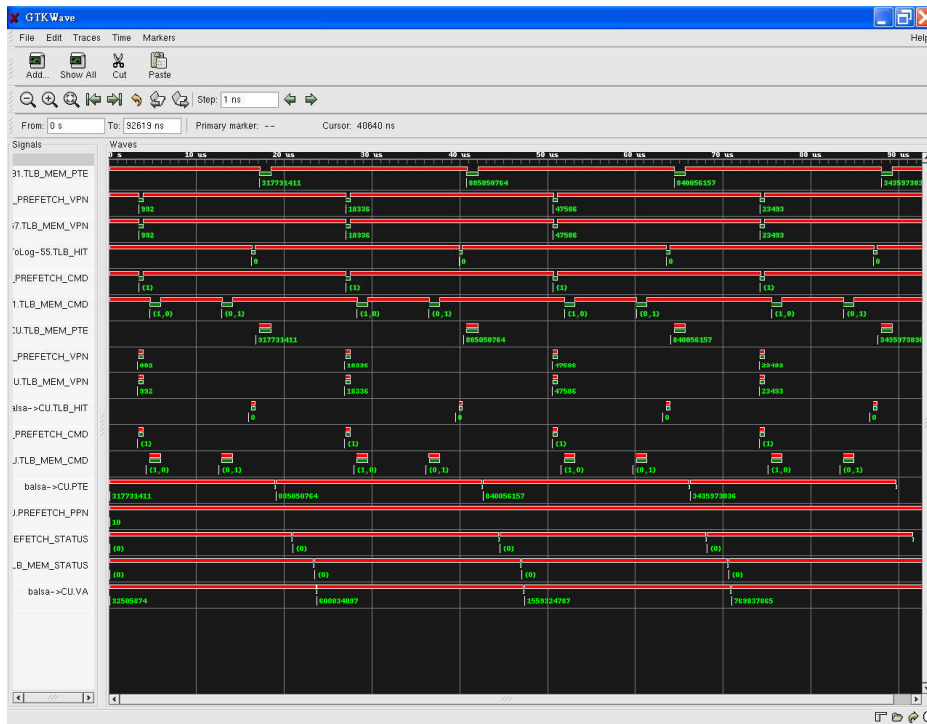 GTKWave
File Edit Traces Time Markers Help
Add... Show All Cut Paste
Step: 1 ns
From: 0 s To: 92619 ns Primary marker: -- Cursor: 40640 ns
Signals Waves
0 s 10 us 20 us 30 us 40 us 50 us 60 us 70 us 80 us 90 us
31.TLB_MEM_PTE 317731411 885050764 840056157 343597383
_PREFETCH_VPN 992 18336 47586 23493
57.TLB_MEM_VPN 992 18336 47586 23493
oLog-55.TLB_HIT 0 0 0 0
_PREFETCH_CMD (1) (1) (1) (1)
1.TLB_MEM_CMD (1,0) (0,1) (1,0) (0,1) (1,0) (0,1) (1,0) (0,1)
CU.TLB_MEM_PTE 317731411 885050764 840056157 3435973836
_PREFETCH_VPN 18336 47586
U.TLB_MEM_VPN 992 18336 47586 23493
alsa->CU.TLB_HIT 0 0 0 0
_PREFETCH_CMD (1) (1) (1) (1)
J.TLB_MEM_CMD (1,0) (0,1) (1,0) (0,1) (1,0) (0,1) (1,0) (0,1)
balsa->CU.PTE 317731411 885050764 840056157 3435973836
J.PREFETCH_PPN 10
EFETCH_STATUS (0) (0) (0) (0)
LB_MEM_STATUS (0) (0) (0) (0)
balsa->CU.VA 32505874 600834097 1559324707 769837065